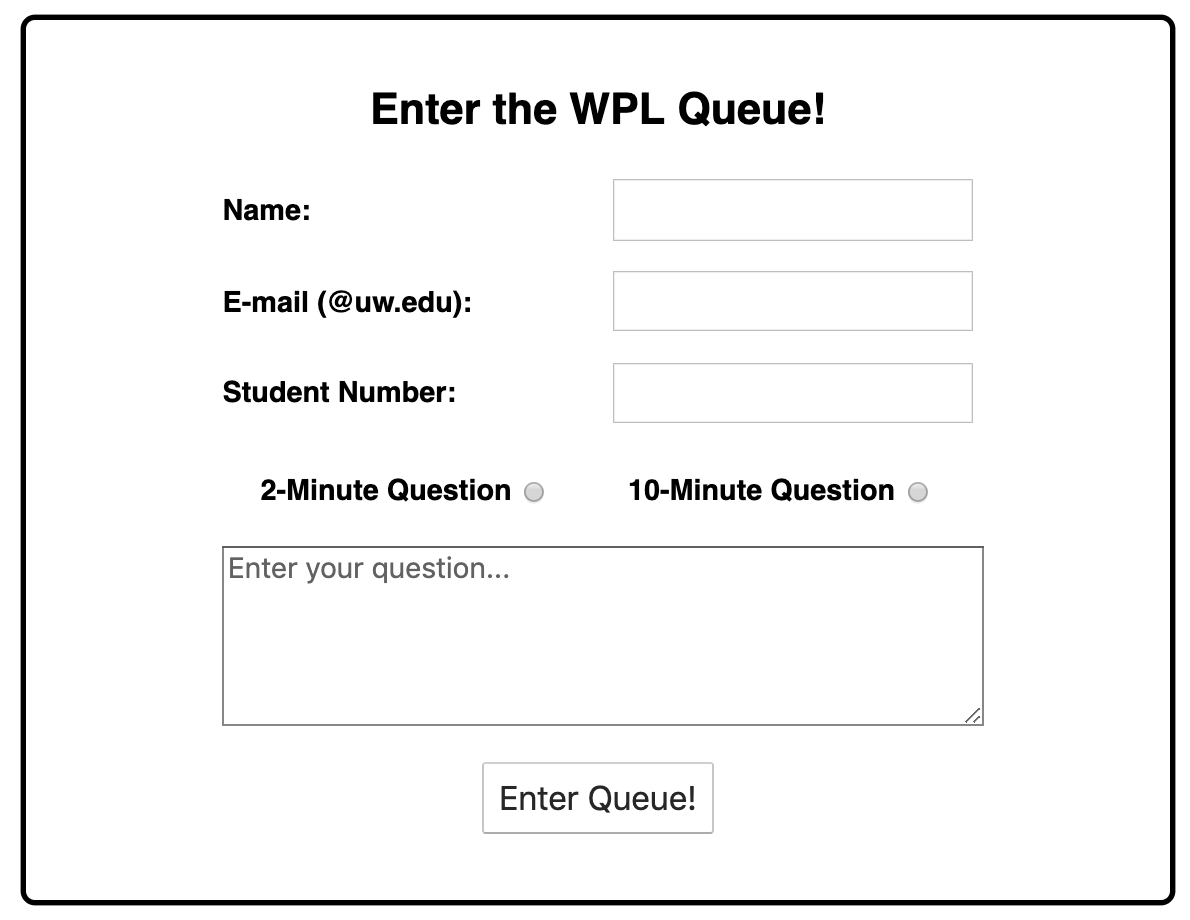 Enter the WPL Queue!
Name:
E-mail (@uw.edu):
Student Number:
2-Minute Question 10-Minute Question
Enter your question...
Enter Queue!